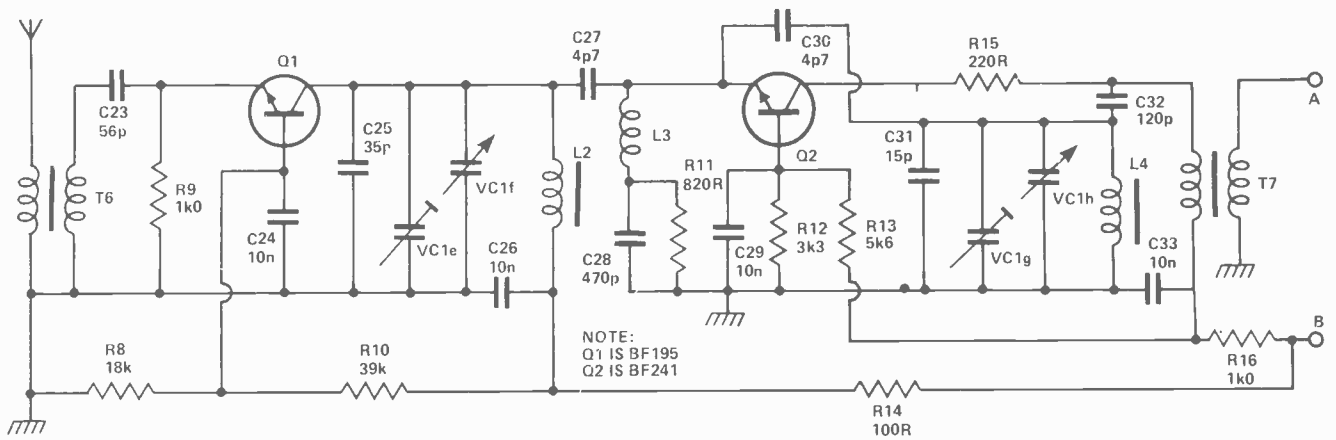 Q1
C27
4p7
C30
4p7
R15
220R
A
C23
56p
C25
35p
VC1f
L2
L3
R11
820R
Q2
C31
15p
VC1h
C32
120p
L4
T7
T6
R9
1k0
C24
10n
VC1e
C26
10n
C28
470p
C29
10n
R12
3k3
R13
5k6
VC1g
C33
10n
R8
18k
R10
39k
NOTE:
Q1 IS BF195
Q2 IS BF241
B
R16
1k0
R14
100R